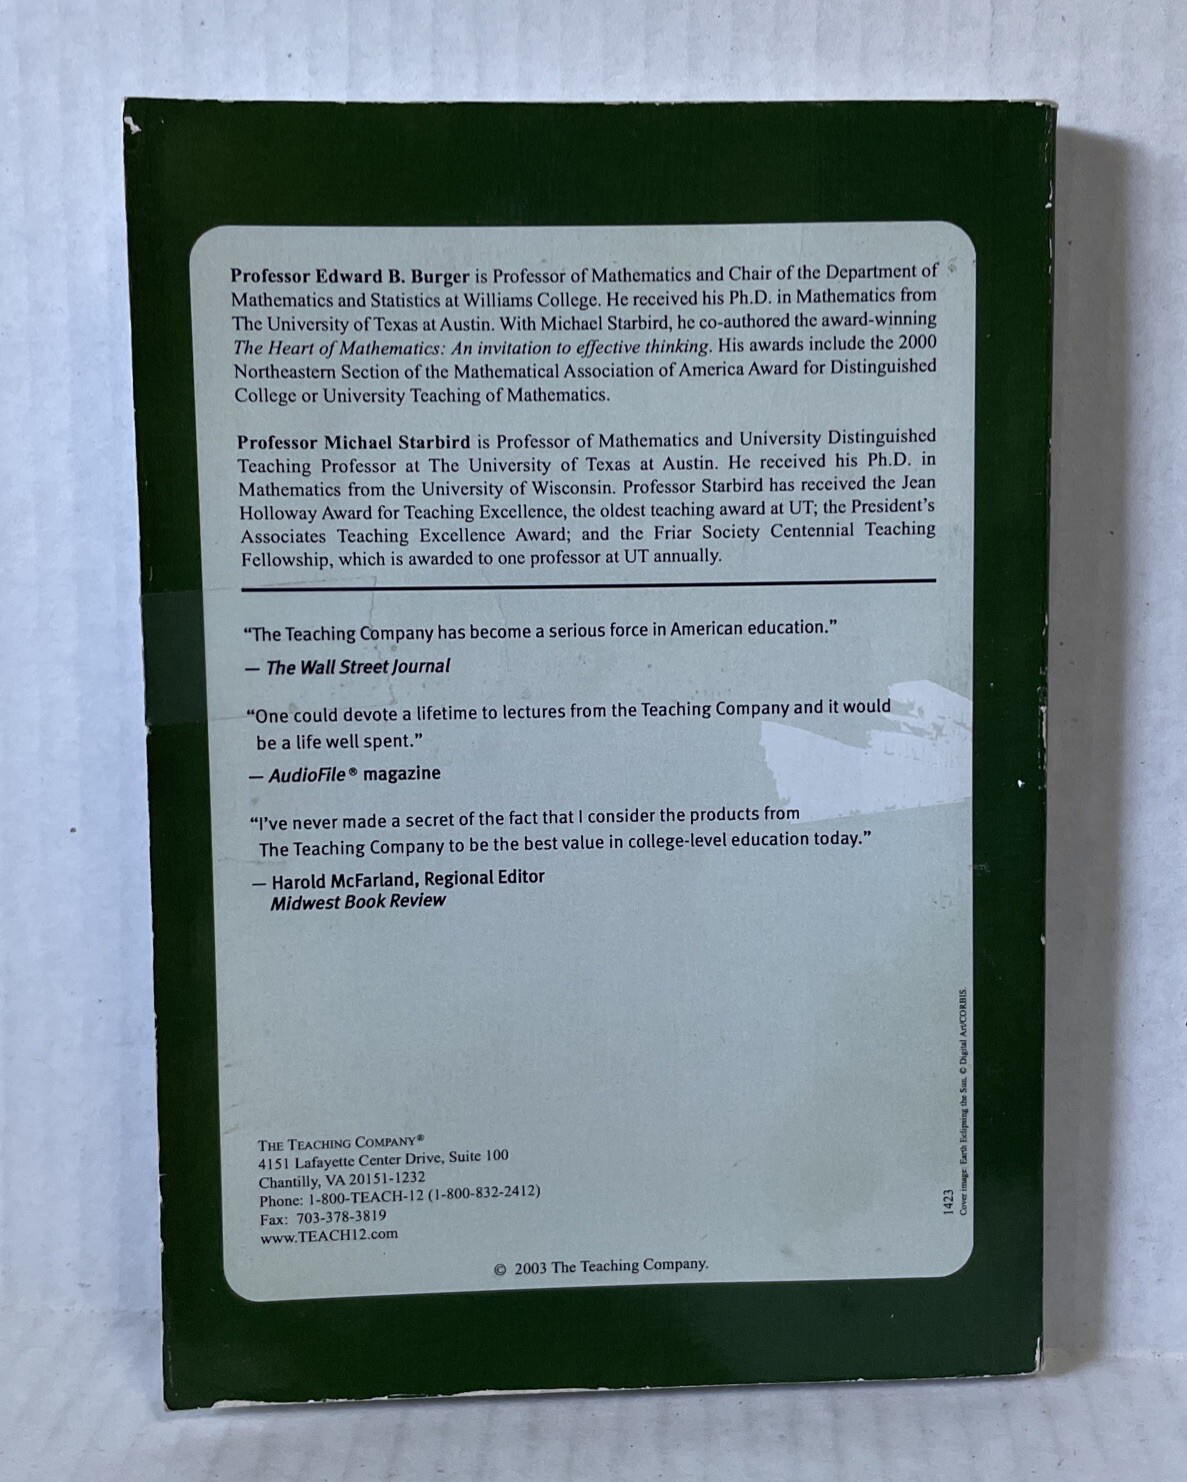 Professor Edward B. Burger is Professor of Mathematics and Chair of the Department of
Mathematics and Statistics at Williams College. He received his Ph.D. in Mathematics from
The University of Texas at Austin. With Michael Starbird, he co-authored the award-winning
The Heart of Mathematics: An invitation to effective thinking. His awards include the 2000
Northeastern Section of the Mathematical Association of America Award for Distinguished
College or University Teaching of Mathematics.
Professor Michael Starbird is Professor of Mathematics and University Distinguished
Teaching Professor at The University of Texas at Austin. He received his Ph.D. in
Mathematics from the University of Wisconsin. Professor Starbird has received the Jean
Holloway Award for Teaching Excellence, the oldest teaching award at UT; the President's
Associates Teaching Excellence Award; and the Friar Society Centennial Teaching
Fellowship, which is awarded to one professor at UT annually.
“The Teaching Company has become a serious force in American education.”
— The Wall Street Journal
“One could devote a lifetime to lectures from the Teaching Company and it would
be a life well spent.”
— AudioFile® magazine
“I've never made a secret of the fact that I consider the products from
The Teaching Company to be the best value in college-level education today.”
— Harold McFarland, Regional Editor
Midwest Book Review
THE TEACHING COMPANY®
4151 Lafayette Center Drive, Suite 100
Chantilly, VA 20151-1232
Phone: 1-800-TEACH-12 (1-800-832-2412)
Fax: 703-378-3819
www.TEACH12.com
© 2003 The Teaching Company.
1423
Cover image: Earth Eclipsing the Sun. © Digital Art/CORBIS.